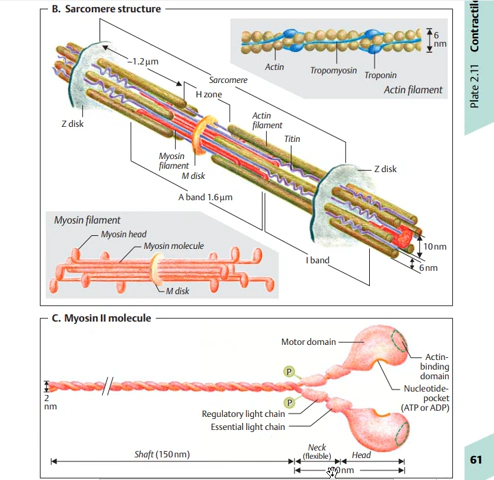 B. Sarcomere structure
~1.2 µm
Sarcomere
H zone
Z disk
Actin filament
Titin
Myosin filament
M disk
A band 1.6 µm
Z disk
I band
10 nm
6 nm
Actin
Tropomyosin
Troponin
6 nm
Actin filament
Myosin filament
Myosin head
Myosin molecule
M disk
C. Myosin II molecule
Motor domain
Actin-
binding
domain
Nucleotide-
pocket
(ATP or ADP)
P
P
2
nm
Regulatory light chain
Essential light chain
Shaft (150 nm)
Neck
(flexible)
Head
nm
Plate 2.11 Contractil
61